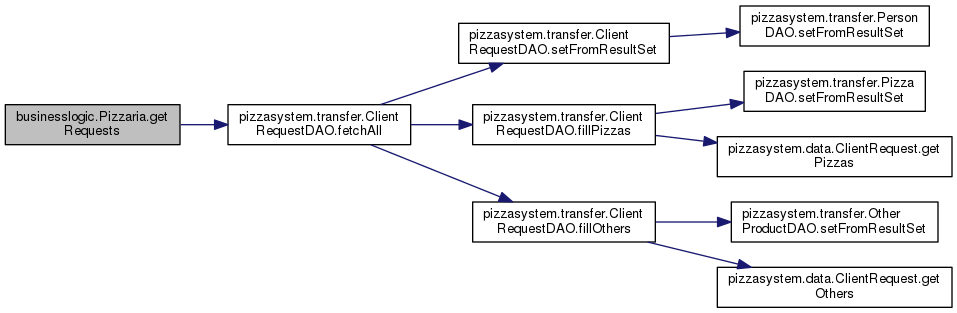 businesslogic.Pizzaria.get
Requests
pizzasystem.transfer.Client
RequestDAO.fetchAll
pizzasystem.transfer.Client
RequestDAO.setFromResultSet
pizzasystem.transfer.Person
DAO.setFromResultSet
pizzasystem.transfer.Client
RequestDAO.fillPizzas
pizzasystem.transfer.Pizza
DAO.setFromResultSet
pizzasystem.data.ClientRequest.get
Pizzas
pizzasystem.transfer.Client
RequestDAO.fillOthers
pizzasystem.transfer.Other
ProductDAO.setFromResultSet
pizzasystem.data.ClientRequest.get
Others